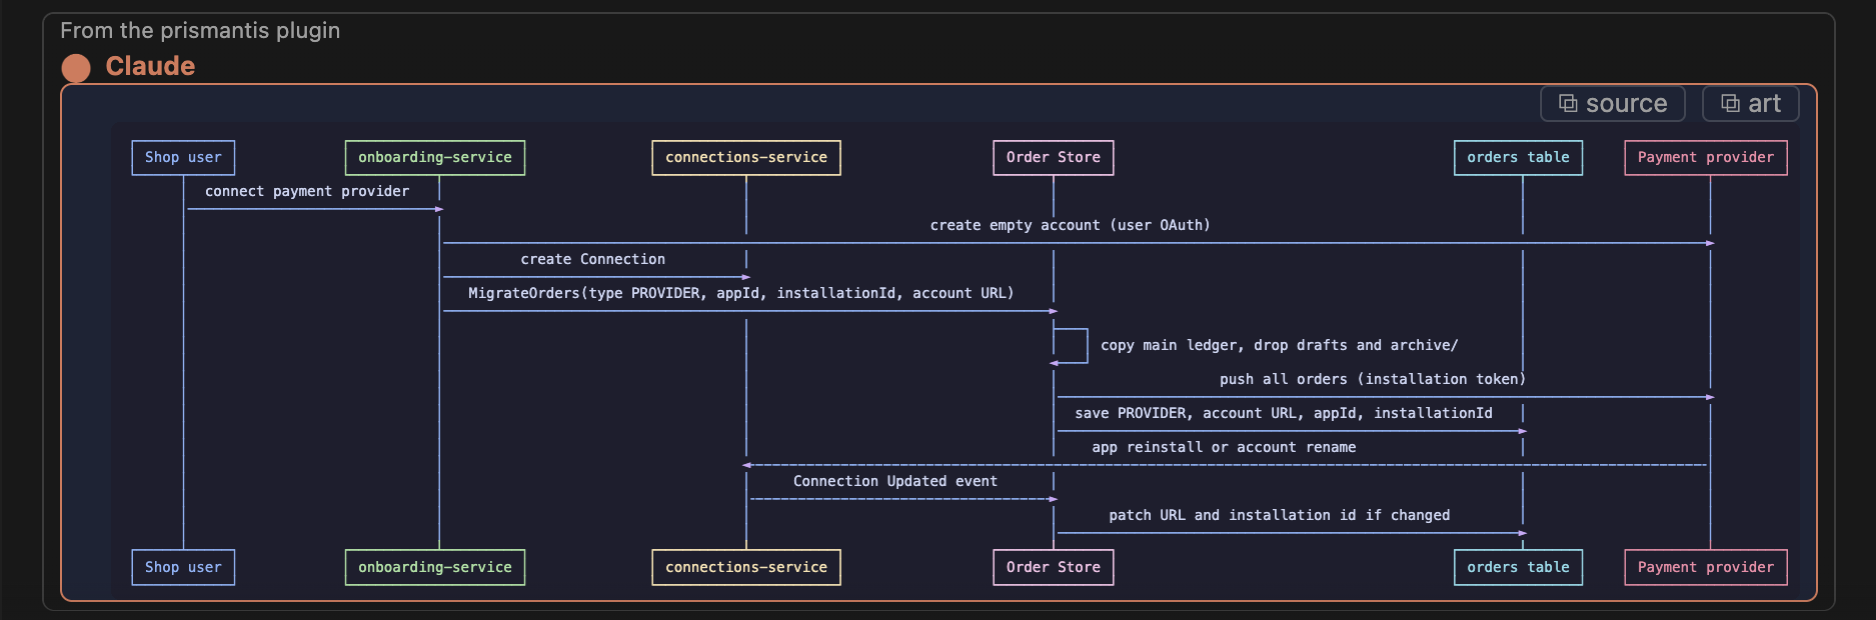 From the prismantis plugin
Claude
source art
Shop user onboarding-service connections-service Order Store orders table Payment provider
connect payment provider
create empty account (user OAuth)
create Connection
MigrateOrders(type PROVIDER, appId, installationId, account URL)
copy main ledger, drop drafts and archive/
push all orders (installation token)
save PROVIDER, account URL, appId, installationId
app reinstall or account rename
Connection Updated event
patch URL and installation id if changed
Shop user onboarding-service connections-service Order Store orders table Payment provider